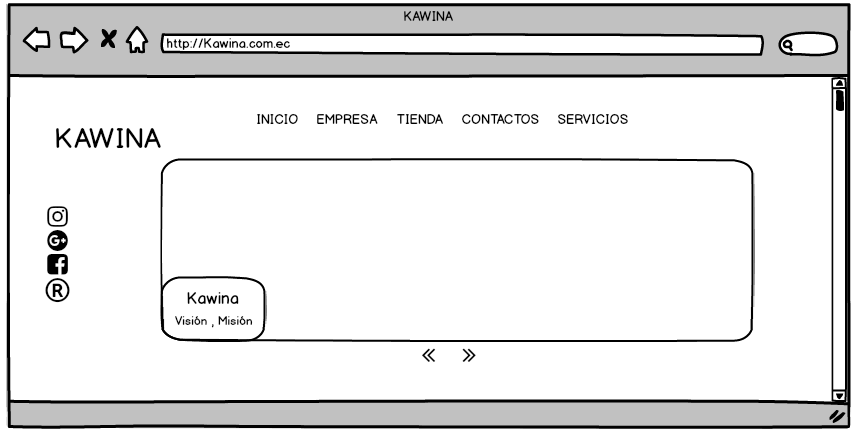 KAWINA
http://Kawina.com.ec
INICIO EMPRESA TIENDA CONTACTOS SERVICIOS
KAWINA
G+
R
Kawina
Visión , Misión